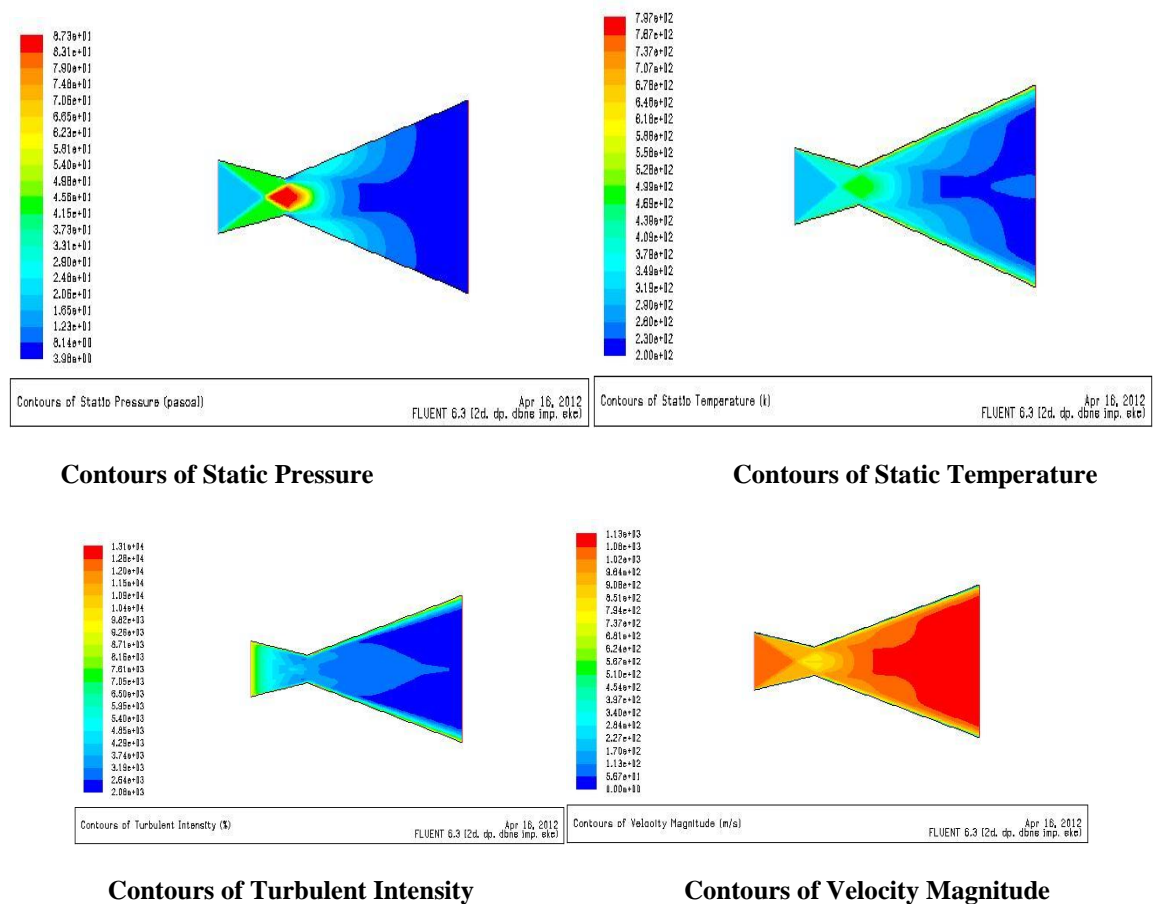 8.73e+01
8.31e+01
7.90e+01
7.48e+01
7.06e+01
6.65e+01
6.23e+01
5.81e+01
5.40e+01
4.98e+01
4.56e+01
4.15e+01
3.73e+01
3.31e+01
2.90e+01
2.48e+01
2.06e+01
1.65e+01
1.23e+01
8.14e+00
3.98e+00
Contours of Static Pressure (pascal)
Apr 16, 2012
FLUENT 6.3 (2d, dp, dbns imp, ske)
7.97e+02
7.67e+02
7.37e+02
7.07e+02
6.78e+02
6.48e+02
6.18e+02
5.88e+02
5.58e+02
5.28e+02
4.99e+02
4.69e+02
4.39e+02
4.09e+02
3.79e+02
3.49e+02
3.19e+02
2.90e+02
2.60e+02
2.30e+02
2.00e+02
Contours of Static Temperature (k)
Apr 16, 2012
FLUENT 6.3 (2d, dp, dbns imp, ske)
Contours of Static Pressure
Contours of Static Temperature
1.31e+04
1.26e+04
1.20e+04
1.15e+04
1.09e+04
1.04e+04
9.82e+03
9.26e+03
8.71e+03
8.16e+03
7.61e+03
7.05e+03
6.50e+03
5.95e+03
5.40e+03
4.85e+03
4.29e+03
3.74e+03
3.19e+03
2.64e+03
2.08e+03
Contours of Turbulent Intensity (%)
Apr 16, 2012
FLUENT 6.3 (2d, dp, dbns imp, ske)
1.13e+03
1.08e+03
1.02e+03
9.64e+02
9.08e+02
8.51e+02
7.94e+02
7.37e+02
6.81e+02
6.24e+02
5.67e+02
5.10e+02
4.54e+02
3.97e+02
3.40e+02
2.84e+02
2.27e+02
1.70e+02
1.13e+02
5.67e+01
0.00e+00
Contours of Velocity Magnitude (m/s)
Apr 16, 2012
FLUENT 6.3 (2d, dp, dbns imp, ske)
Contours of Turbulent Intensity
Contours of Velocity Magnitude